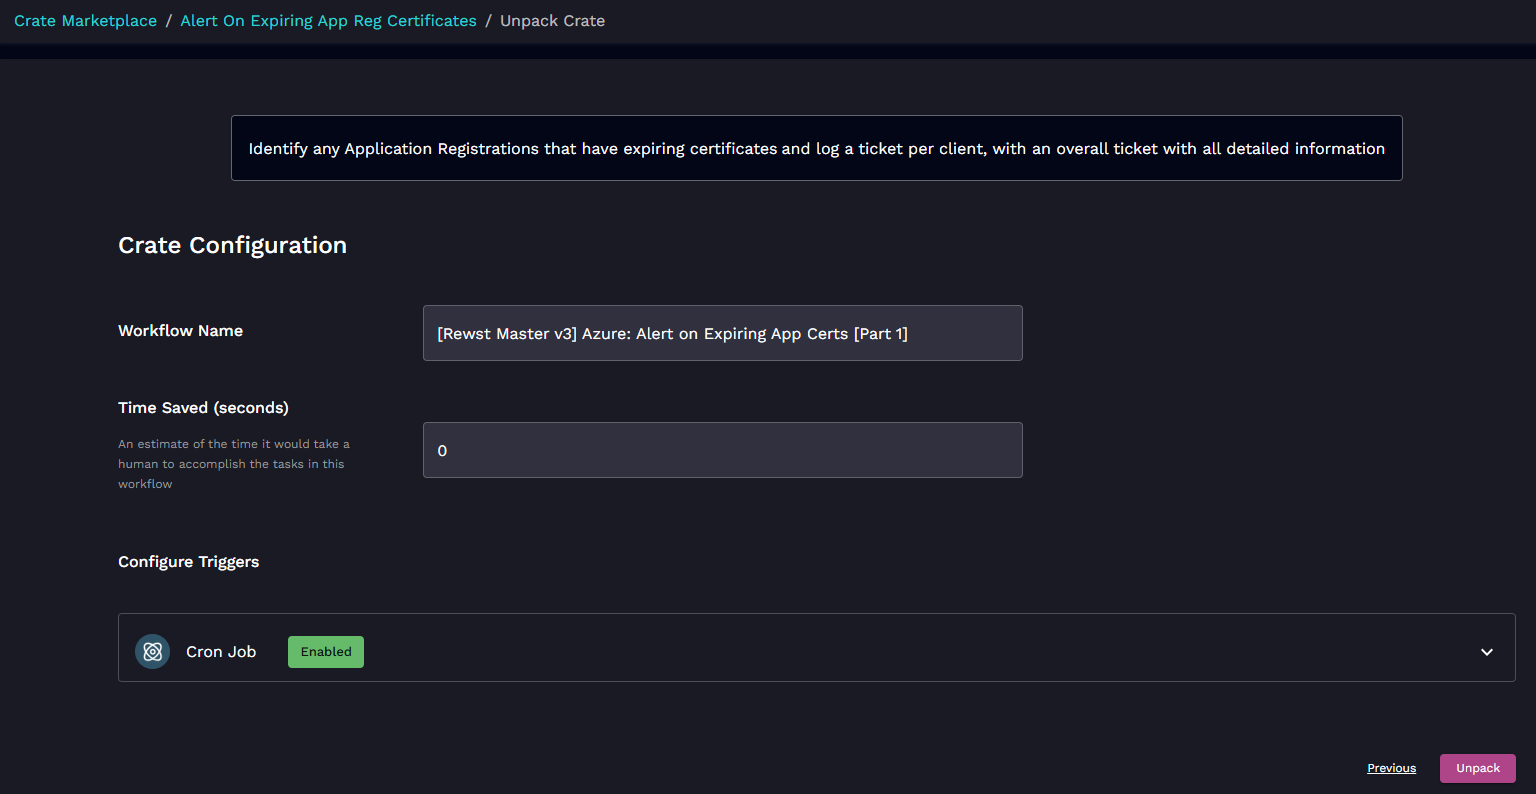 Crate Marketplace / Alert On Expiring App Reg Certificates / Unpack Crate
Identify any Application Registrations that have expiring certificates and log a ticket per client, with an overall ticket with all detailed information
Crate Configuration
Workflow Name
[Rewst Master v3] Azure: Alert on Expiring App Certs [Part 1]
Time Saved (seconds)
An estimate of the time it would take a
human to accomplish the tasks in this
workflow
0
Configure Triggers
Cron Job Enabled
Previous Unpack